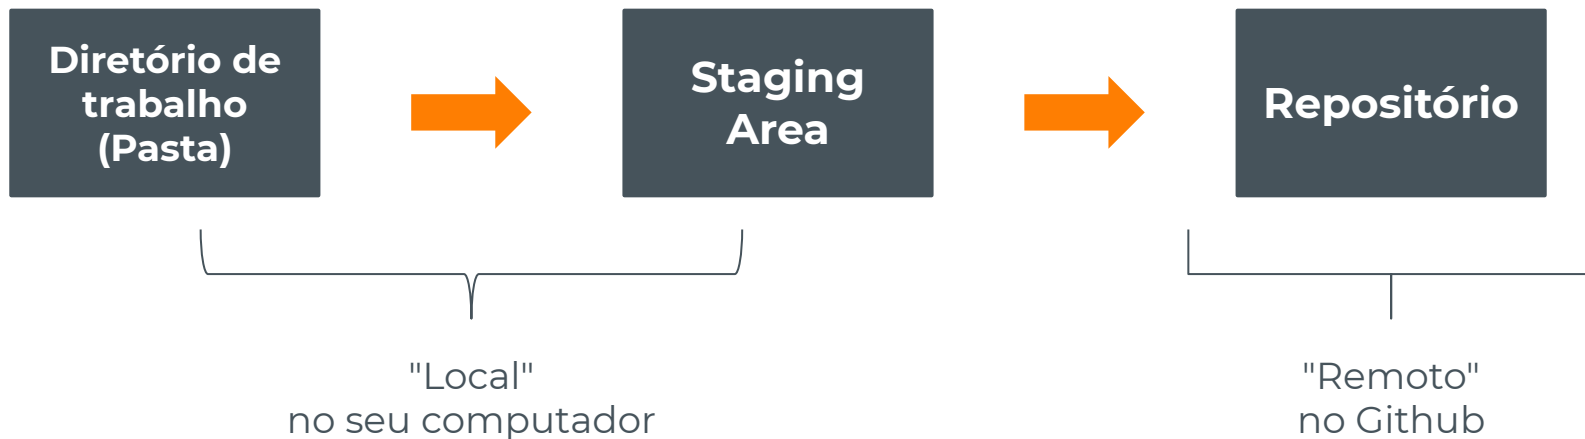 Diretório de
trabalho
(Pasta)
Staging
Area
Repositório
"Local"
no seu computador
"Remoto"
no Github